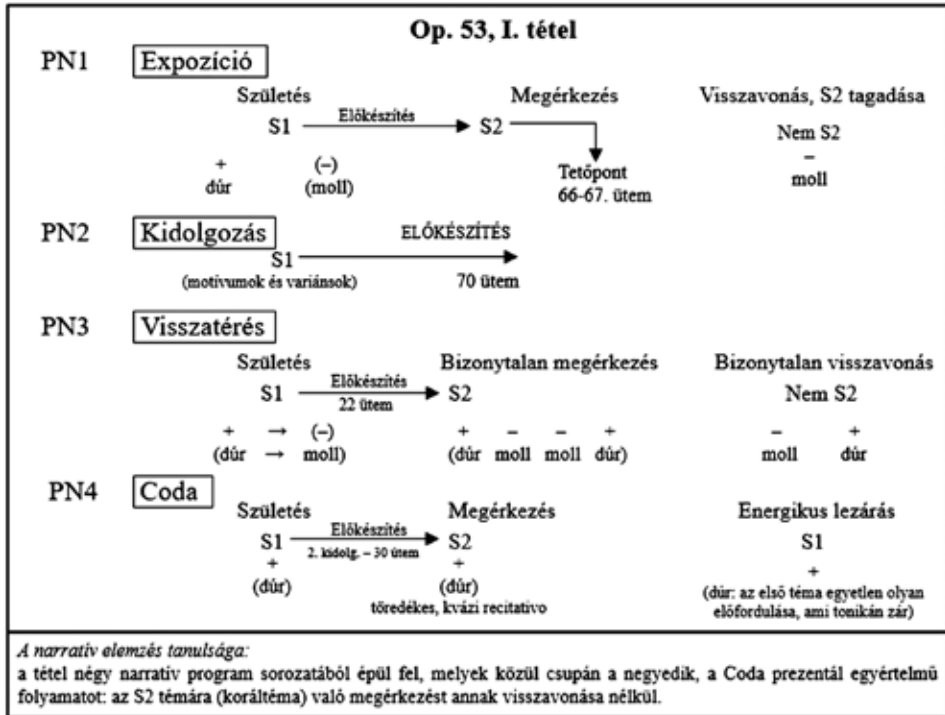 Op. 53, I. tétel
PN1 Expozíció
Születés Megérkezés Visszavonás, S2 tagadása
S1 Előkészítés S2 Nem S2
+ (–) Tetőpont –
dúr (moll) 66-67. ütem moll
PN2 Kidolgozás ELŐKÉSZÍTÉS
S1
(motívumok és variánsok) 70 ütem
PN3 Visszatérés
Születés Bizonytalan megérkezés Bizonytalan visszavonás
S1 Előkészítés S2 Nem S2
22 ütem
+ → (–) + – – + – +
(dúr → moll) (dúr moll moll dúr) moll dúr
PN4 Coda
Születés Megérkezés Energikus lezárás
S1 Előkészítés S2 S1
2. kidolg. – 30 ütem
+ + +
(dúr) (dúr) (dúr: az első téma egyetlen olyan
töredékes, kvázi recitativo előfordulása, ami tonikán zár)
A narratív elemzés tanulsága:
a tétel négy narratív program sorozatából épül fel, melyek közül csupán a negyedik, a Coda prezentál egyértelmű
folyamatot: az S2 témára (koráltéma) való megérkezést annak visszavonása nélkül.